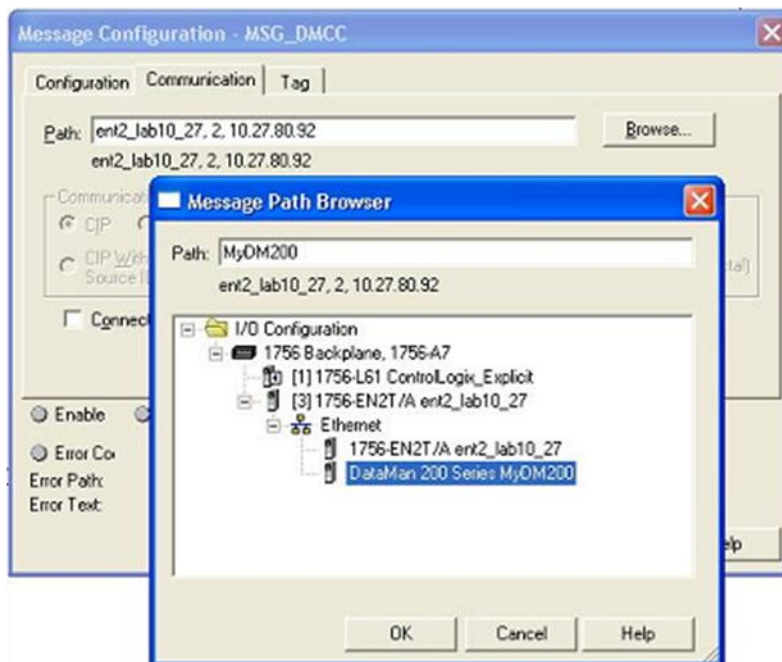 Message Configuration - MSG_DMCC
Configuration Communication Tag
Path: ent2_lab10_27, 2, 10.27.80.92 Browse...
ent2_lab10_27, 2, 10.27.80.92
CIP
CIP
Source
Enable
Error Path:
Error Text:
Message Path Browser
Path: MyDM200
ent2_lab10_27, 2, 10.27.80.92
I/O Configuration
1756 Backplane, 1756-A7
[1] 1756-L61 ControlLogix_Explicit
[3] 1756-EN2T/A ent2_lab10_27
Ethernet
1756-EN2T/A ent2_lab10_27
DataMan 200 Series MyDM200
OK Cancel Help